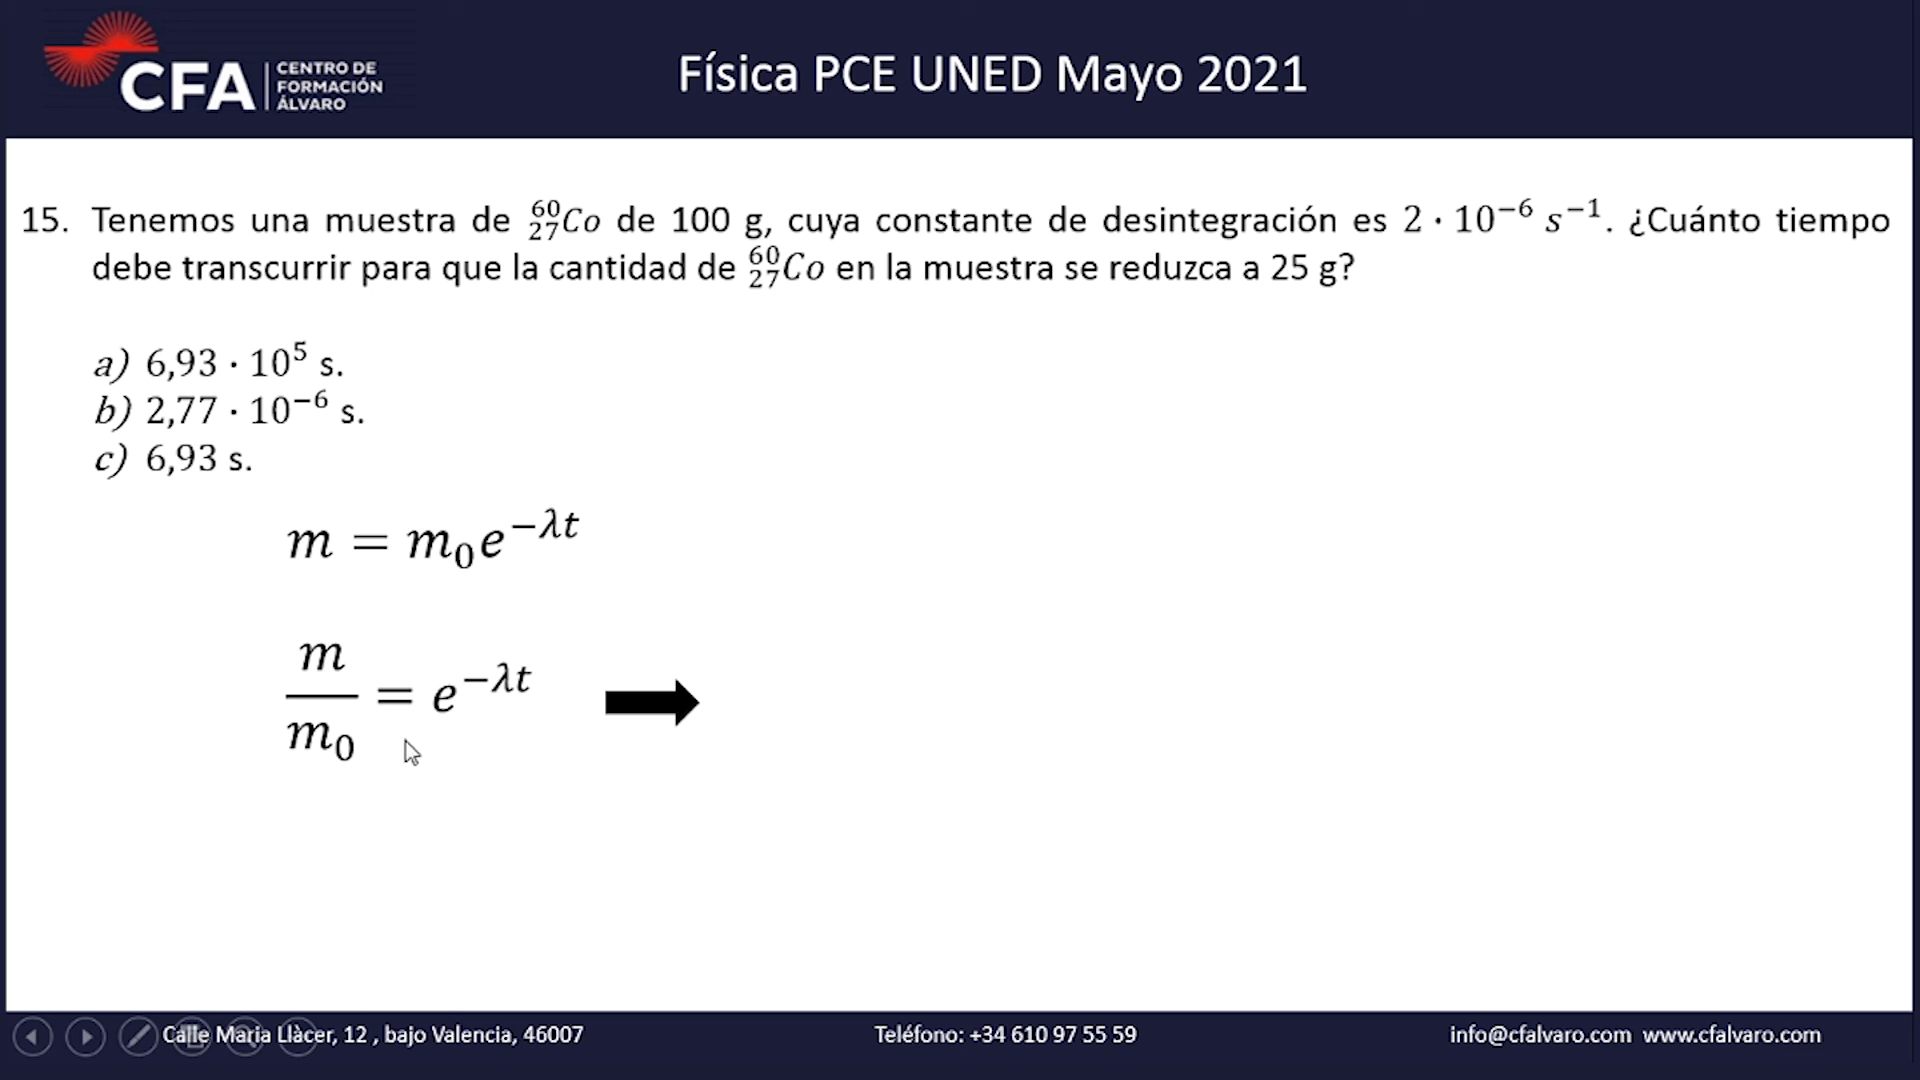 CFA
CENTRO DE
FORMACIÓN
ÁLVARO
Física PCE UNED Mayo 2021
15. Tenemos una muestra de ⁶⁰₂₇Co de 100 g, cuya constante de desintegración es 2 · 10⁻⁶ s⁻¹. ¿Cuánto tiempo
debe transcurrir para que la cantidad de ⁶⁰₂₇Co en la muestra se reduzca a 25 g?
a) 6,93 · 10⁵ s.
b) 2,77 · 10⁻⁶ s.
c) 6,93 s.
m = m₀e^(−λt)
m/m₀ = e^(−λt)
Calle Maria Llàcer, 12 , bajo Valencia, 46007
Teléfono: +34 610 97 55 59
info@cfalvaro.com www.cfalvaro.com